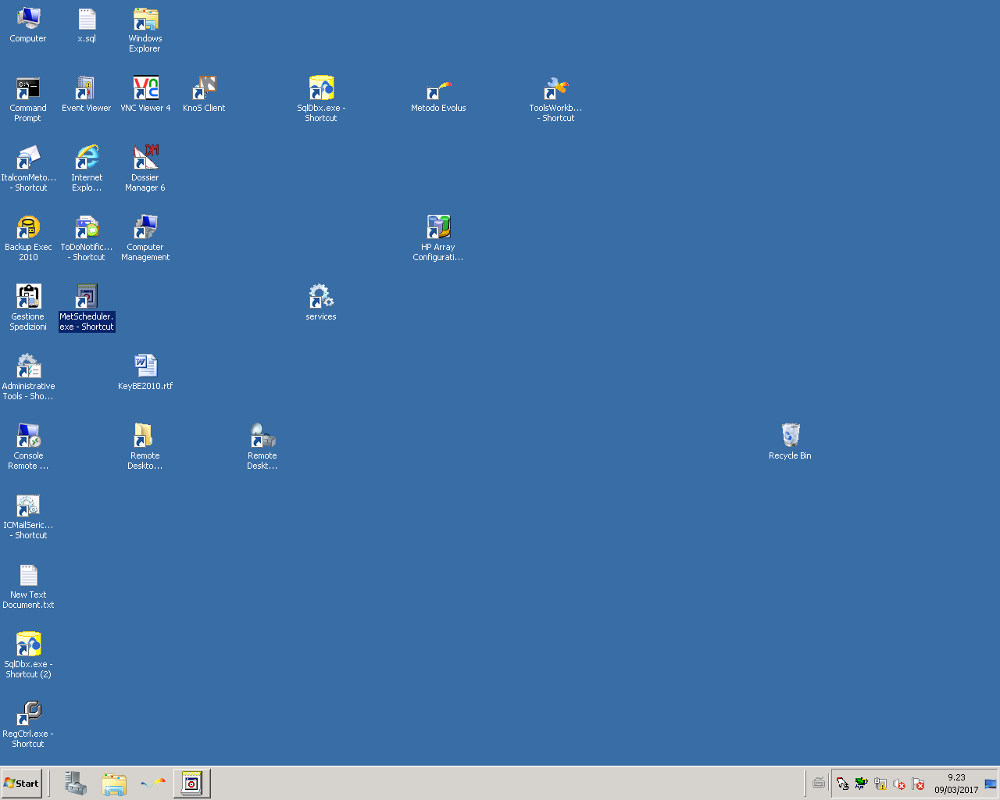 Computer
x.sql
Windows
Explorer
Command
Prompt
Event Viewer
VNC Viewer 4
KnoS Client
SqlDbx.exe -
Shortcut
Metodo Evolus
ToolsWorkb...
- Shortcut
ItalcomMeto...
- Shortcut
Internet
Explo...
Dossier
Manager 6
Backup Exec
2010
ToDoNotific...
- Shortcut
Computer
Management
HP Array
Configurati...
Gestione
Spedizioni
MetScheduler.
exe - Shortcut
services
Administrative
Tools - Sho...
KeyBE2010.rtf
Console
Remote ...
Remote
Deskto...
Remote
Deskt...
Recycle Bin
ICMailSeric...
- Shortcut
New Text
Document.txt
SqlDbx.exe -
Shortcut (2)
RegCtrl.exe -
Shortcut
Start
9.23
09/03/2017